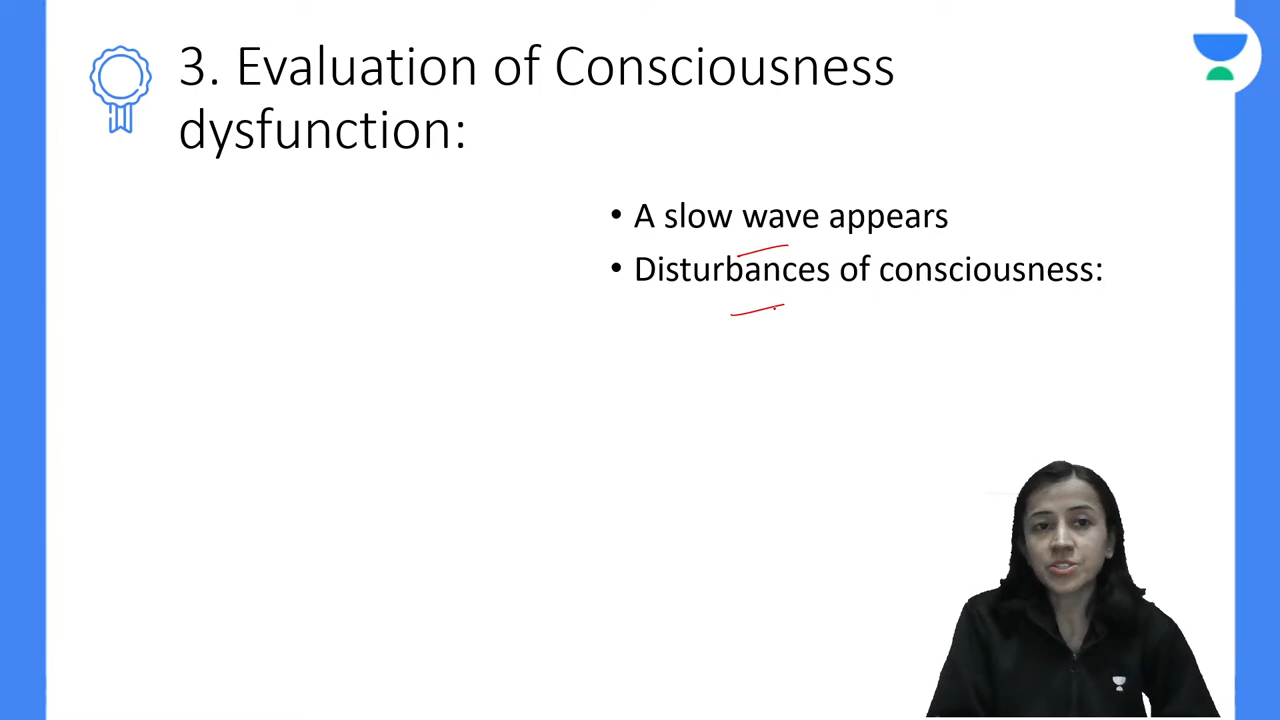 3. Evaluation of Consciousness
dysfunction:
• A slow wave appears
• Disturbances of consciousness: